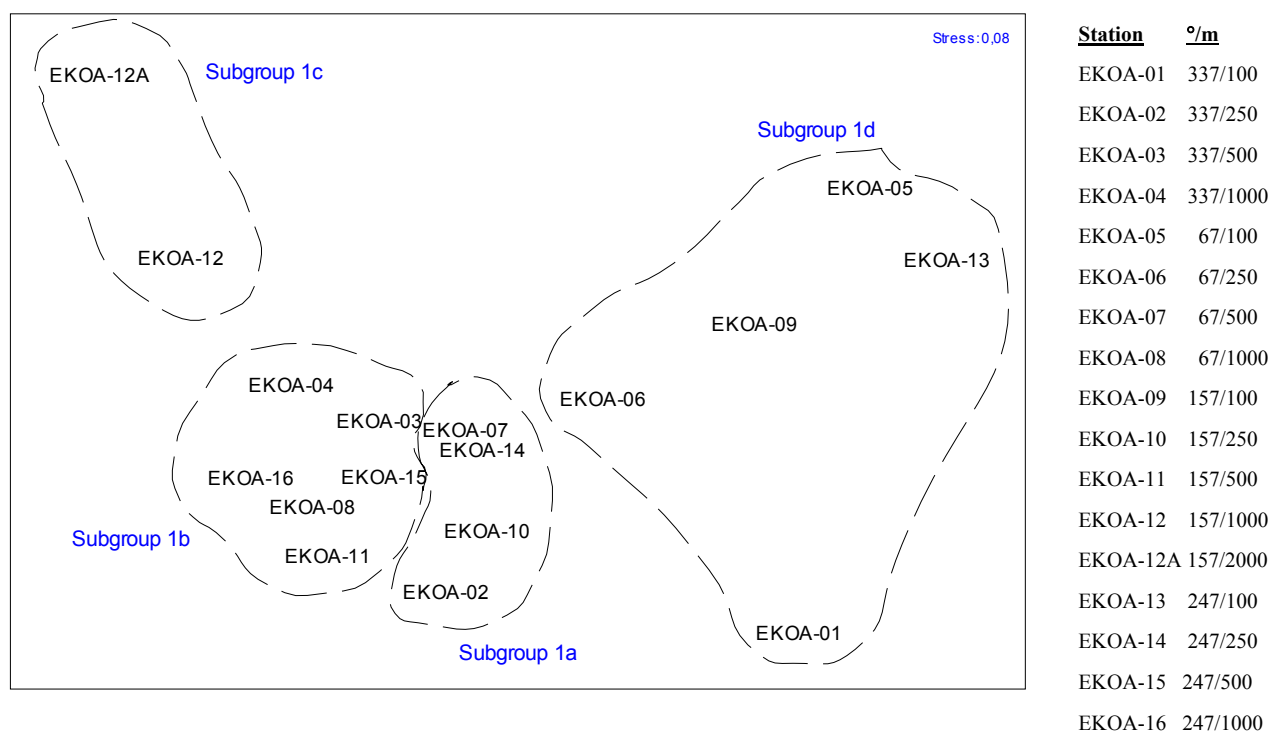 Stress: 0,08
EKOA-12A
Subgroup 1c
Subgroup 1d
EKOA-05
EKOA-12
EKOA-13
EKOA-09
EKOA-04
EKOA-06
EKOA-03
EKOA-07
EKOA-14
EKOA-16
EKOA-15
EKOA-08
EKOA-10
Subgroup 1b
EKOA-11
EKOA-02
EKOA-01
Subgroup 1a
Station °/m
EKOA-01 337/100
EKOA-02 337/250
EKOA-03 337/500
EKOA-04 337/1000
EKOA-05 67/100
EKOA-06 67/250
EKOA-07 67/500
EKOA-08 67/1000
EKOA-09 157/100
EKOA-10 157/250
EKOA-11 157/500
EKOA-12 157/1000
EKOA-12A 157/2000
EKOA-13 247/100
EKOA-14 247/250
EKOA-15 247/500
EKOA-16 247/1000